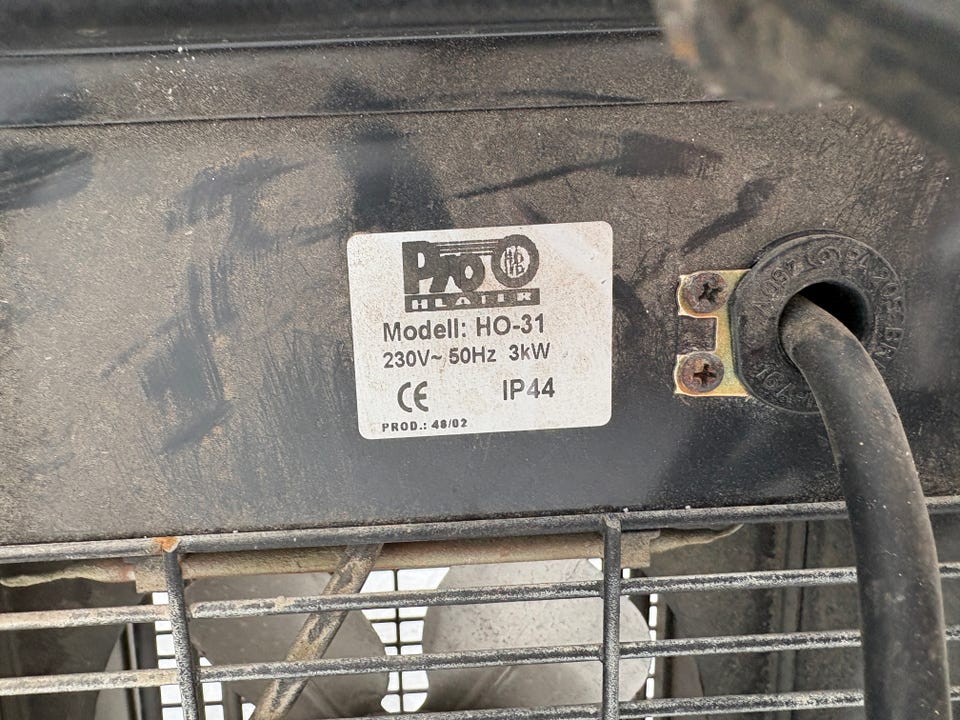 Pro
HEATER
Modell: HO-31
230V~ 50Hz 3kW
CE IP44
PROD.: 48/02